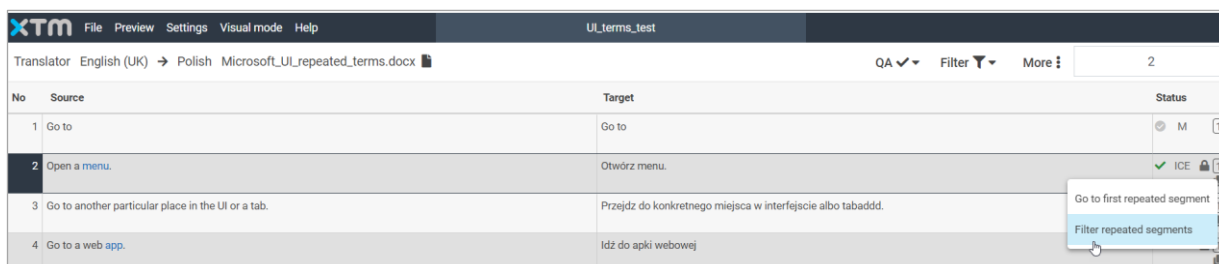 XTM File Preview Settings Visual mode Help UI_terms_test
Translator English (UK) → Polish Microsoft_UI_repeated_terms.docx QA Filter More 2
No Source Target Status
1 Go to Go to M
2 Open a menu. Otwórz menu. ICE
3 Go to another particular place in the UI or a tab. Przejdz do konkretnego miejsca w interfejscie albo tabaddd.
Go to first repeated segment
Filter repeated segments
4 Go to a web app. Idż do apki webowej